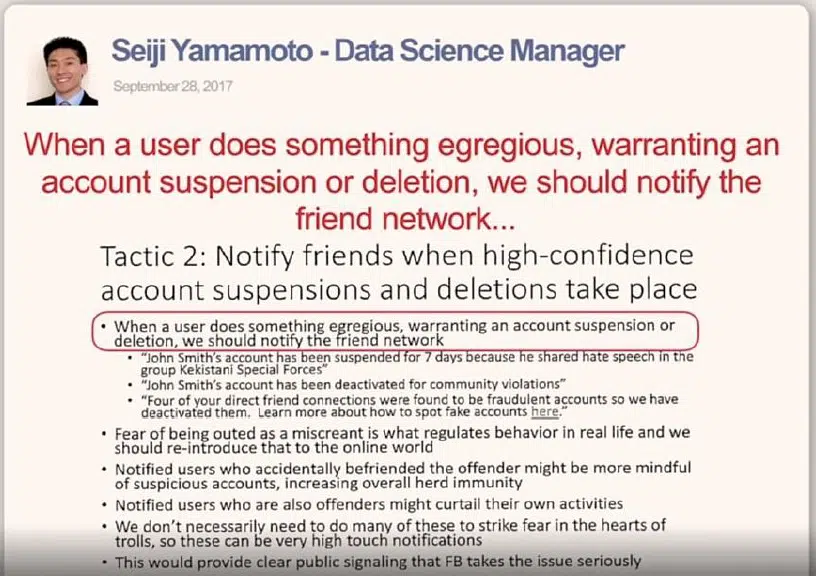 Seiji Yamamoto - Data Science Manager
September 28, 2017
When a user does something egregious, warranting an
account suspension or deletion, we should notify the
friend network...
Tactic 2: Notify friends when high-confidence
account suspensions and deletions take place
• When a user does something egregious, warranting an account suspension or
deletion, we should notify the friend network
• "John Smith's account has been suspended for 7 days because he shared hate speech in the
group Kekistani Special Forces"
• "John Smith's account has been deactivated for community violations"
• "Four of your direct friend connections were found to be fraudulent accounts so we have
deactivated them. Learn more about how to spot fake accounts here."
• Fear of being outed as a miscreant is what regulates behavior in real life and we
should re-introduce that to the online world
• Notified users who accidentally befriended the offender might be more mindful
of suspicious accounts, increasing overall herd immunity
• Notified users who are also offenders might curtail their own activities
• We don't necessarily need to do many of these to strike fear in the hearts of
trolls, so these can be very high touch notifications
• This would provide clear public signaling that FB takes the issue seriously